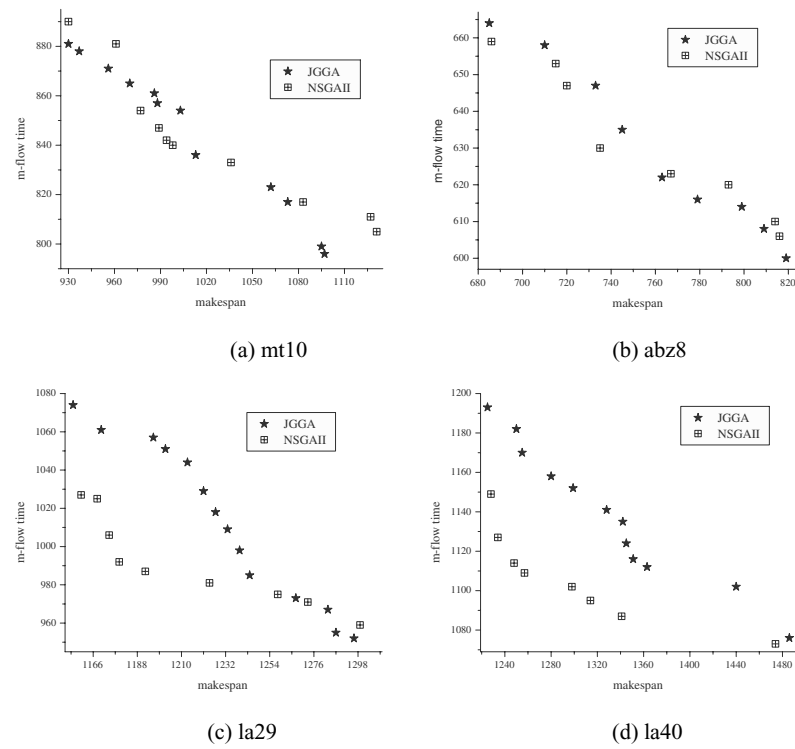 880
860
840
820
800
m-flow time
930 960 990 1020 1050 1080 1110
makespan
JGGA
NSGAII
(a) mt10
660
650
640
630
620
610
600
m-flow time
680 700 720 740 760 780 800 820
makespan
JGGA
NSGAII
(b) abz8
1080
1060
1040
1020
1000
980
960
m-flow time
1166 1188 1210 1232 1254 1276 1298
makespan
JGGA
NSGAII
(c) la29
1200
1180
1160
1140
1120
1100
1080
m-flow time
1240 1280 1320 1360 1400 1440 1480
makespan
JGGA
NSGAII
(d) la40